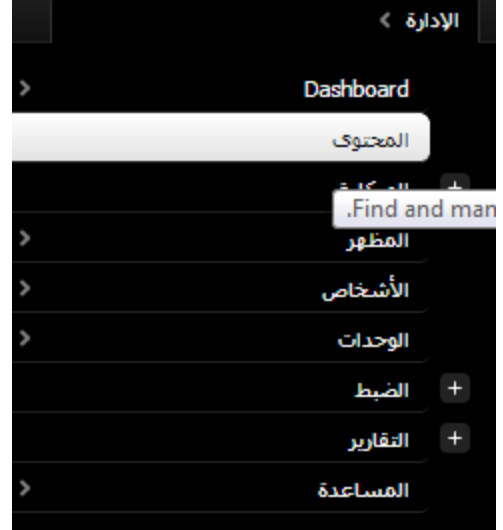 الإدارة
Dashboard
المحتوى
.Find and man
المظهر
الأشخاص
الوحدات
الضبط
التقارير
المساعدة